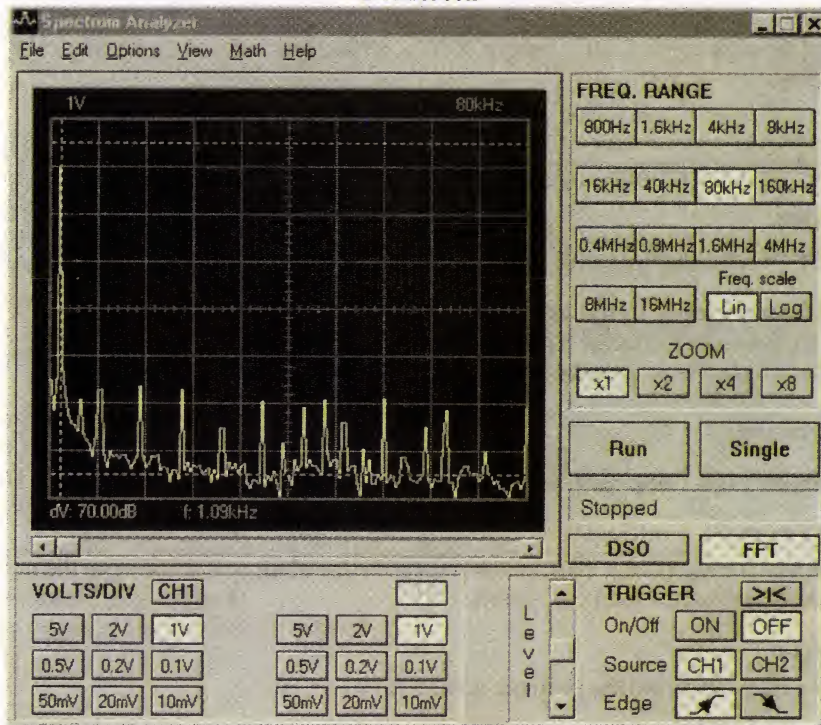 Spectrum Analyzer
File Edit Options View Math Help
1V 80kHz
dV: 70.00dB f: 1.09kHz
FREQ. RANGE
800Hz 1.6kHz 4kHz 8kHz
16kHz 40kHz 80kHz 160kHz
0.4MHz 0.8MHz 1.6MHz 4MHz
Freq. scale
8MHz 16MHz Lin Log
ZOOM
x1 x2 x4 x8
Run Single
Stopped
DSO FFT
VOLTS/DIV CH1
5V 2V 1V
0.5V 0.2V 0.1V
50mV 20mV 10mV
5V 2V 1V
0.5V 0.2V 0.1V
50mV 20mV 10mV
Level
TRIGGER >I<
On/Off ON OFF
Source CH1 CH2
Edge